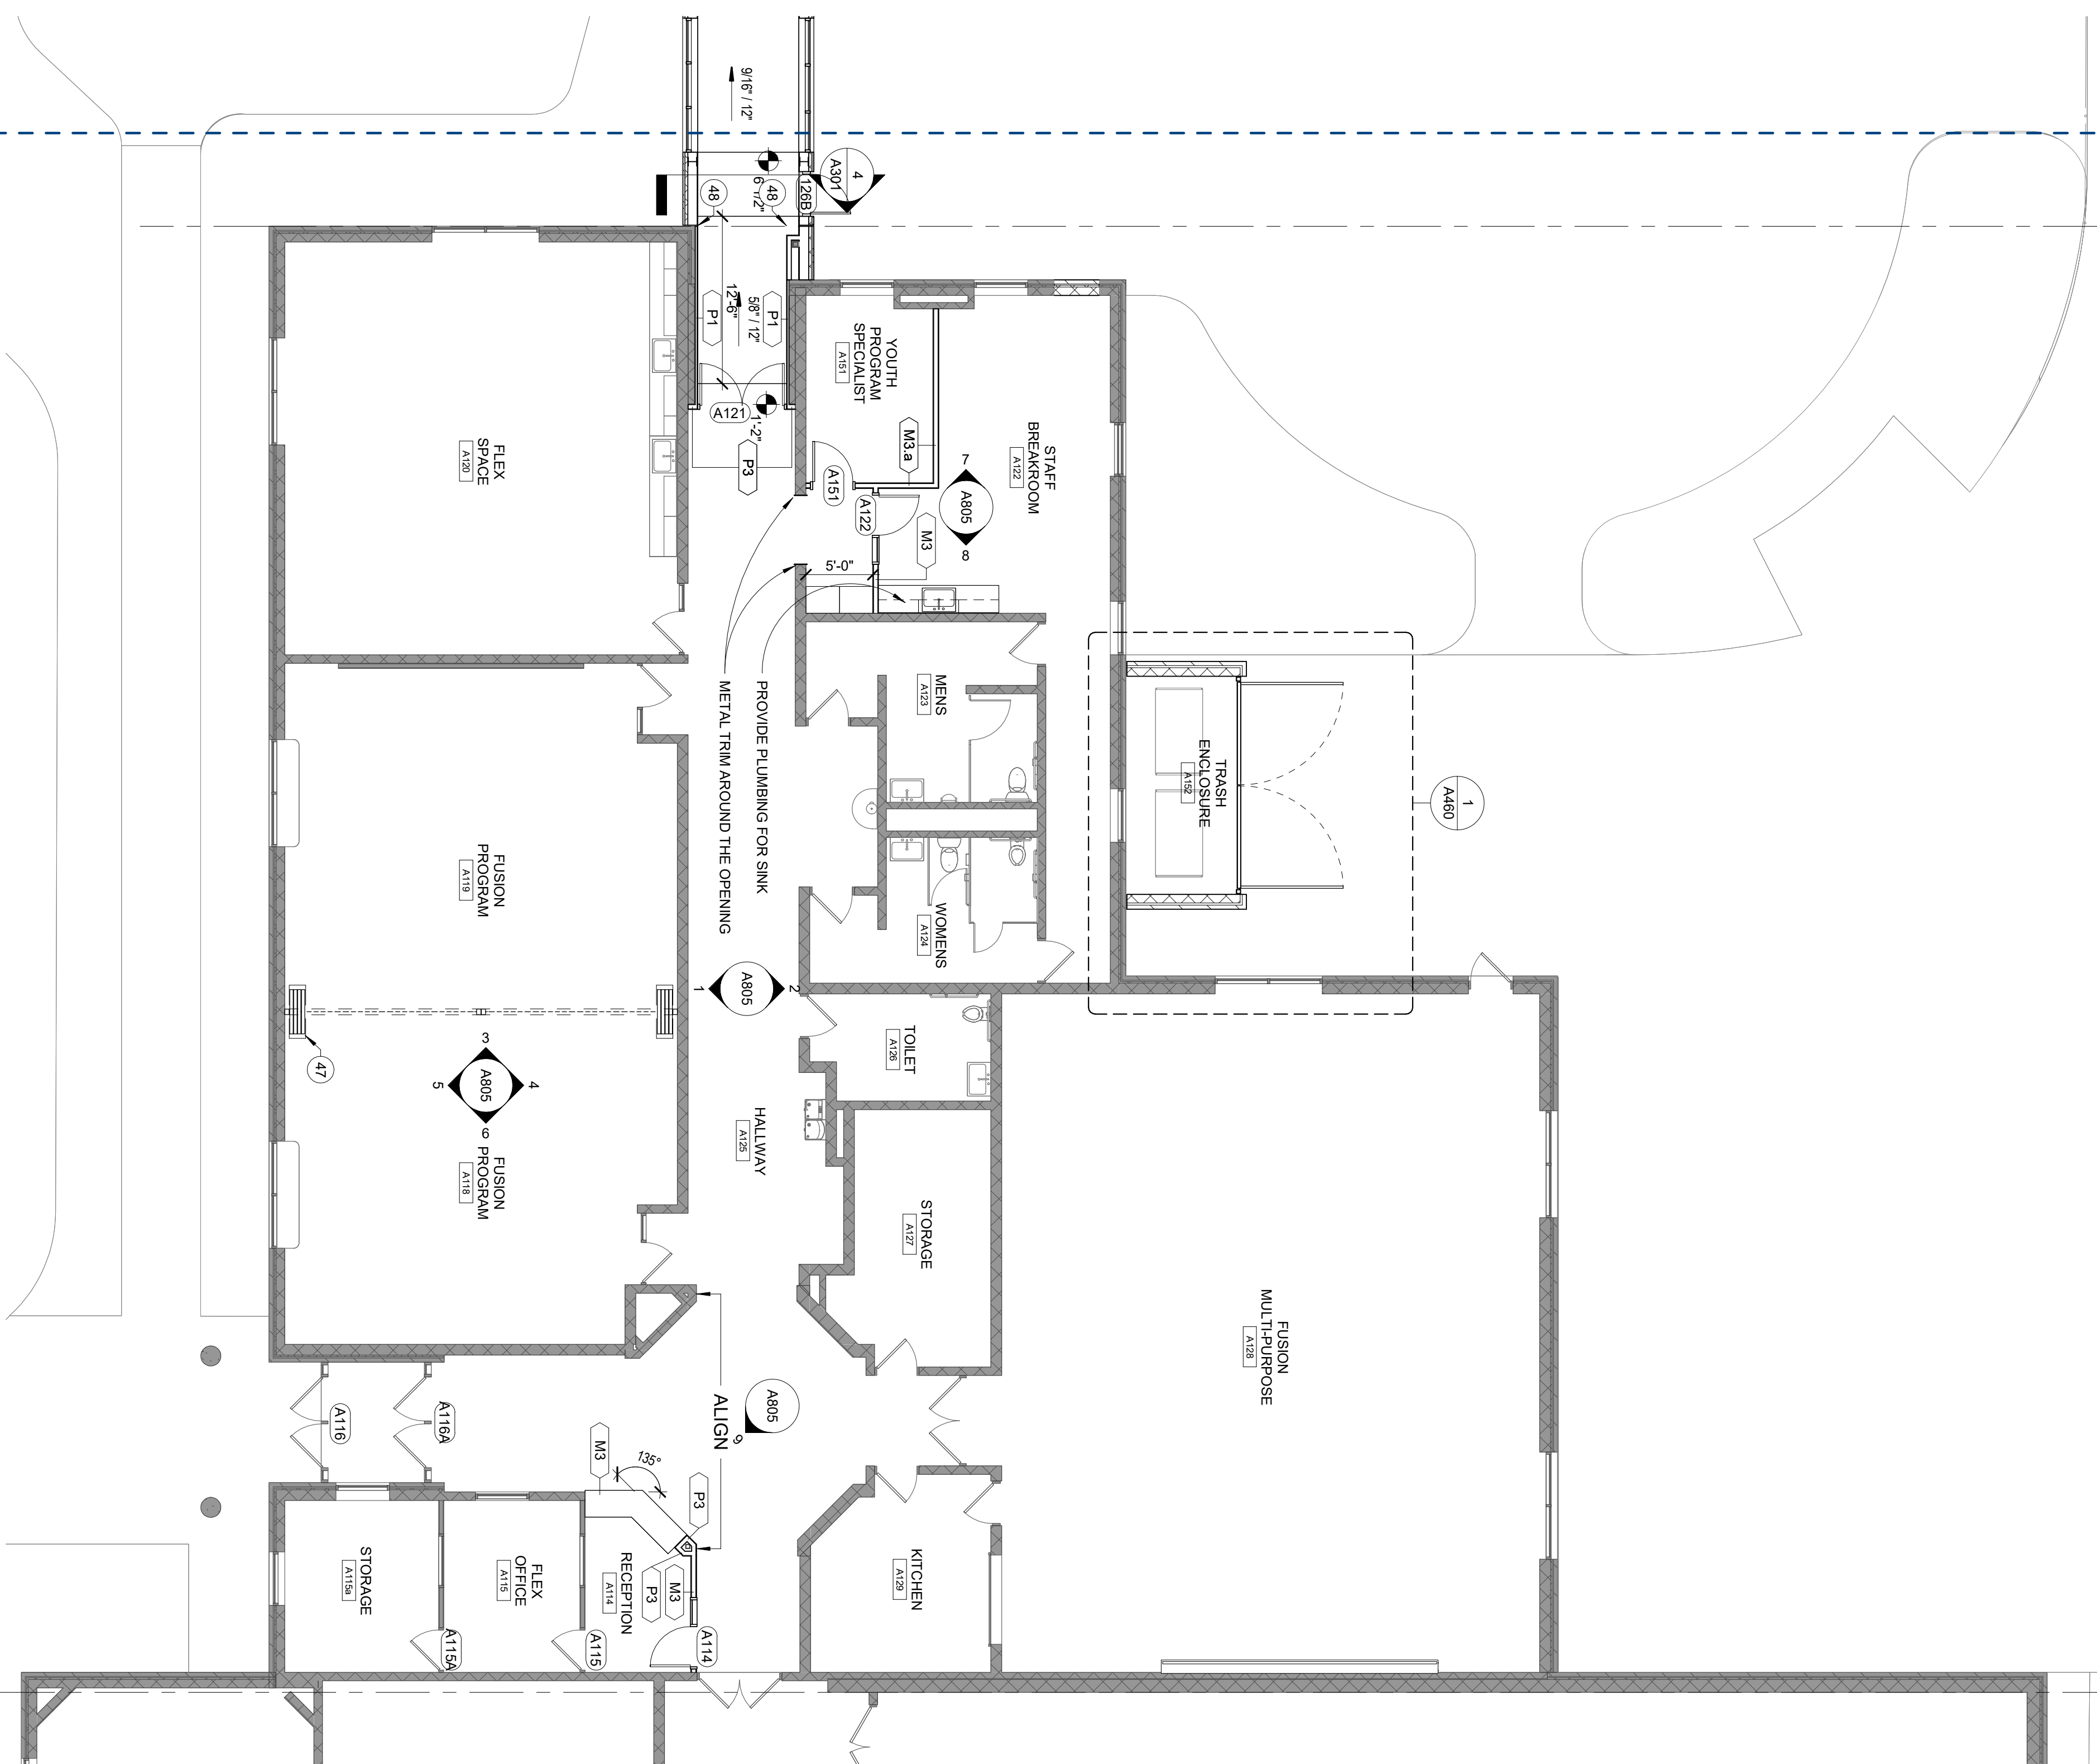 9/16" / 12"
4
A301
48
48
6 1/2"
126B
P1
12'-6"
5/8" / 12"
P1
A121
1'-2"
P3
YOUTH
PROGRAM
SPECIALIST
A151
M3.a
STAFF
BREAKROOM
A122
7
A805
8
A151
A122
M3
5'-0"
FLEX
SPACE
A120
PROVIDE PLUMBING FOR SINK
METAL TRIM AROUND THE OPENING
MENS
A123
WOMENS
A124
TRASH
ENCLOSURE
A152
1
A460
FUSION
PROGRAM
A119
1
A805
2
47
3
4
A805
5
6
FUSION
PROGRAM
A118
TOILET
A126
HALLWAY
A125
STORAGE
A127
FUSION
MULTI-PURPOSE
A128
A805
9
ALIGN
A116
A116A
M3
135°
P3
STORAGE
A115a
FLEX
OFFICE
A115
RECEPTION
A114
P3
M3
KITCHEN
A129
A115A
A115
A114